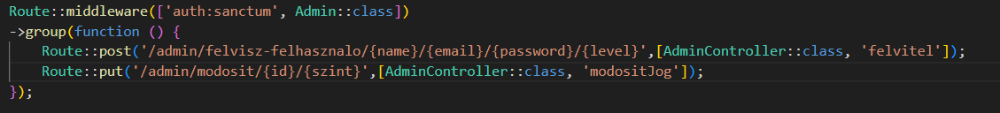 Route::middleware(['auth:sanctum', Admin::class])
->group(function () {
    Route::post('/admin/felvisz-felhasznalo/{name}/{email}/{password}/{level}',[AdminController::class, 'felvitel']);
    Route::put('/admin/modosit/{id}/{szint}',[AdminController::class, 'modositJog']);
});